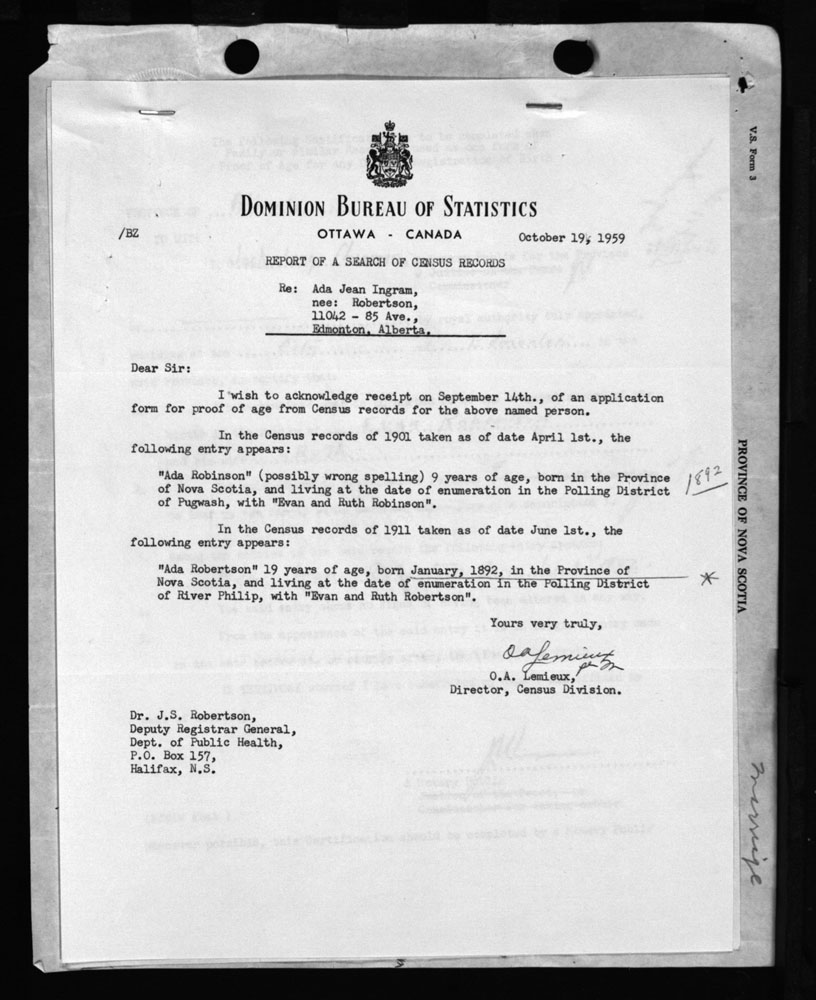 DOMINION BUREAU OF STATISTICS
/BZ
OTTAWA - CANADA
October 19, 1959
REPORT OF A SEARCH OF CENSUS RECORDS
Re: Ada Jean Ingram,
nee: Robertson,
11042 - 85 Ave.,
Edmonton, Alberta.
Dear Sir:
I wish to acknowledge receipt on September 14th., of an application
form for proof of age from Census records for the above named person.
In the Census records of 1901 taken as of date April 1st., the
following entry appears:
"Ada Robinson" (possibly wrong spelling) 9 years of age, born in the Province
of Nova Scotia, and living at the date of enumeration in the Polling District
of Pugwash, with "Evan and Ruth Robinson".
1892
In the Census records of 1911 taken as of date June 1st., the
following entry appears:
"Ada Robertson" 19 years of age, born January, 1892, in the Province of
Nova Scotia, and living at the date of enumeration in the Polling District
of River Philip, with "Evan and Ruth Robertson".
*
Yours very truly,
O A Lemieux
O.A. Lemieux,
Director, Census Division.
Dr. J.S. Robertson,
Deputy Registrar General,
Dept. of Public Health,
P.O. Box 157,
Halifax, N.S.
V.S. Form 3
PROVINCE OF NOVA SCOTIA
Marriage